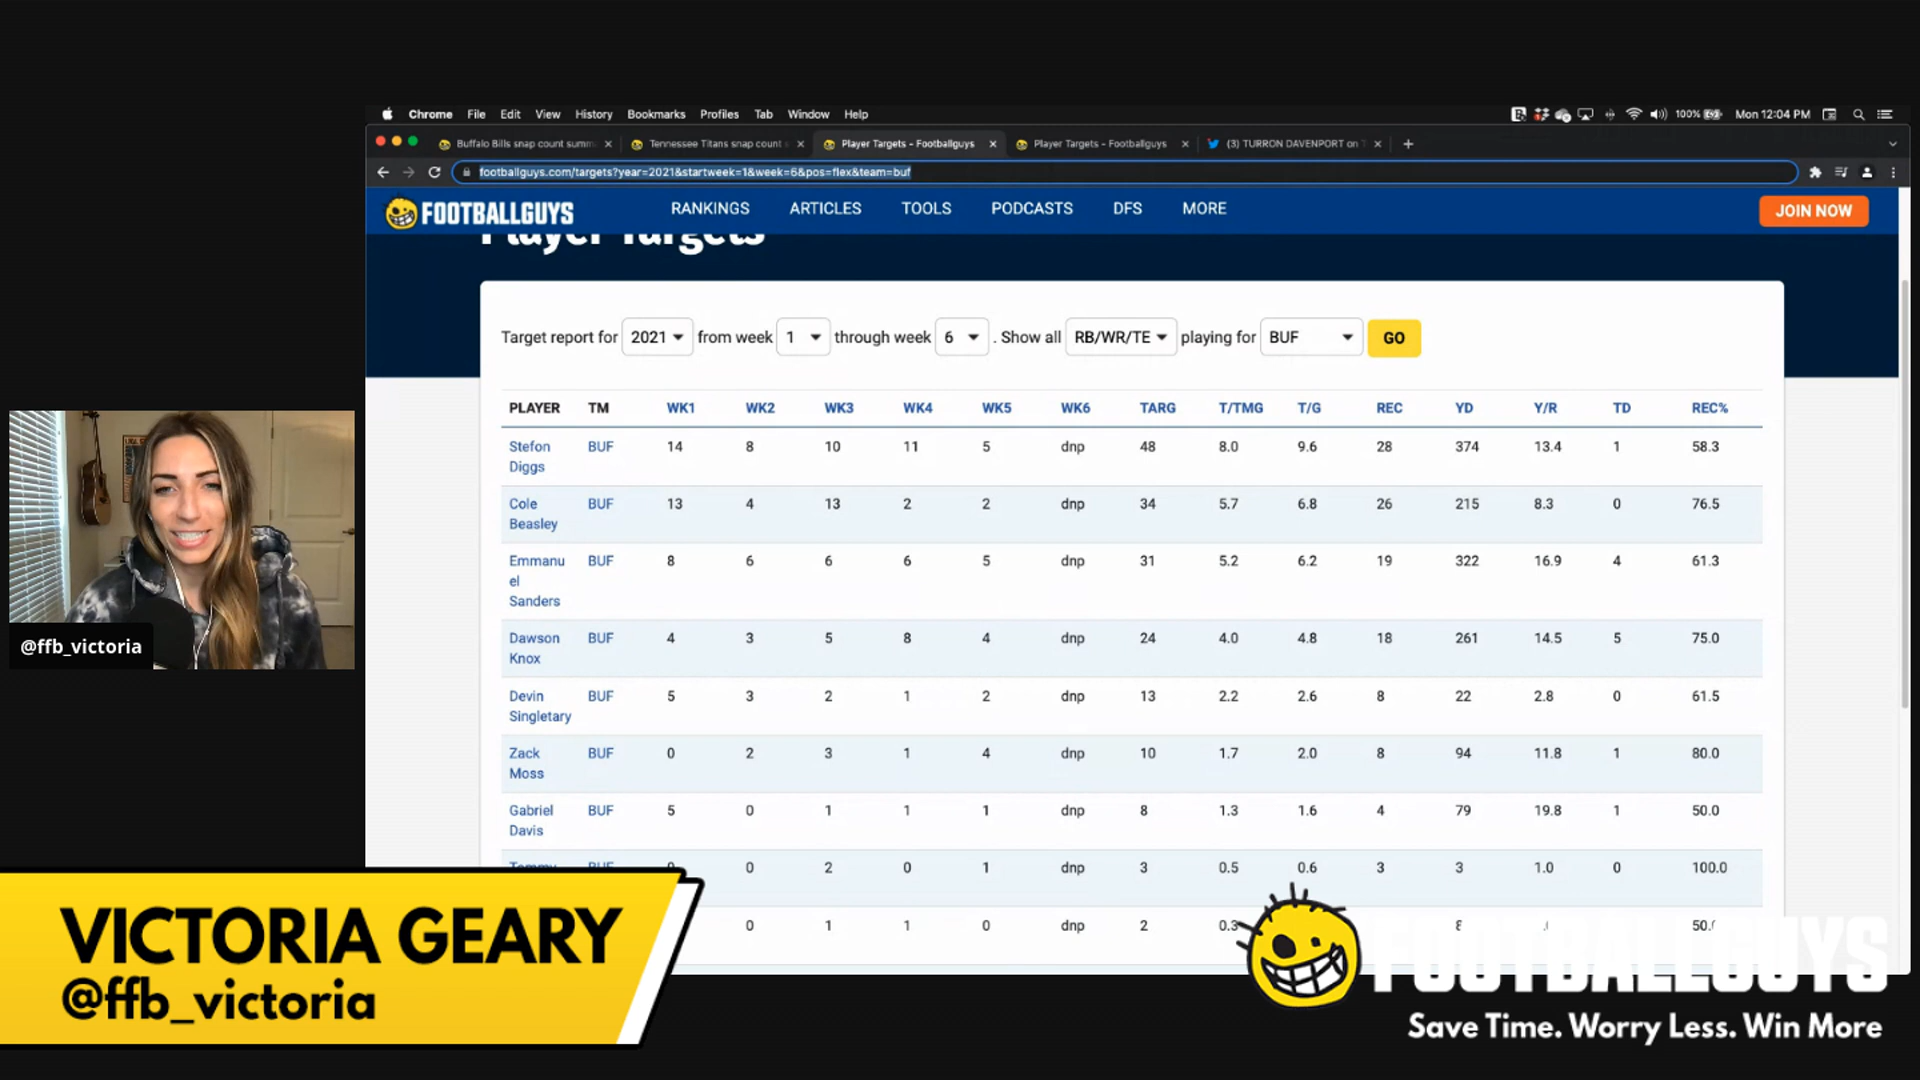 Chrome File Edit View History Bookmarks Profiles Tab Window Help 100% Mon 12:04 PM
Buffalo Bills snap count summ Tennessee Titans snap count s Player Targets - Footballguys Player Targets - Footballguys (3) TURRON DAVENPORT on T
footballguys.com/targets?year=2021&startweek=1&week=6&pos=flex&team=buf
FOOTBALLGUYS RANKINGS ARTICLES TOOLS PODCASTS DFS MORE JOIN NOW
Player Targets
Target report for 2021 from week 1 through week 6 . Show all RB/WR/TE playing for BUF GO
PLAYER TM WK1 WK2 WK3 WK4 WK5 WK6 TARG T/TMG T/G REC YD Y/R TD REC%
Stefon Diggs BUF 14 8 10 11 5 dnp 48 8.0 9.6 28 374 13.4 1 58.3
Cole Beasley BUF 13 4 13 2 2 dnp 34 5.7 6.8 26 215 8.3 0 76.5
Emmanuel Sanders BUF 8 6 6 6 5 dnp 31 5.2 6.2 19 322 16.9 4 61.3
Dawson Knox BUF 4 3 5 8 4 dnp 24 4.0 4.8 18 261 14.5 5 75.0
Devin Singletary BUF 5 3 2 1 2 dnp 13 2.2 2.6 8 22 2.8 0 61.5
Zack Moss BUF 0 2 3 1 4 dnp 10 1.7 2.0 8 94 11.8 1 80.0
Gabriel Davis BUF 5 0 1 1 1 dnp 8 1.3 1.6 4 79 19.8 1 50.0
Tommy BUF 0 0 2 0 1 dnp 3 0.5 0.6 3 3 1.0 0 100.0
0 1 1 0 dnp 2 0.3
@ffb_victoria
VICTORIA GEARY
@ffb_victoria
FOOTBALLGUYS
Save Time. Worry Less. Win More